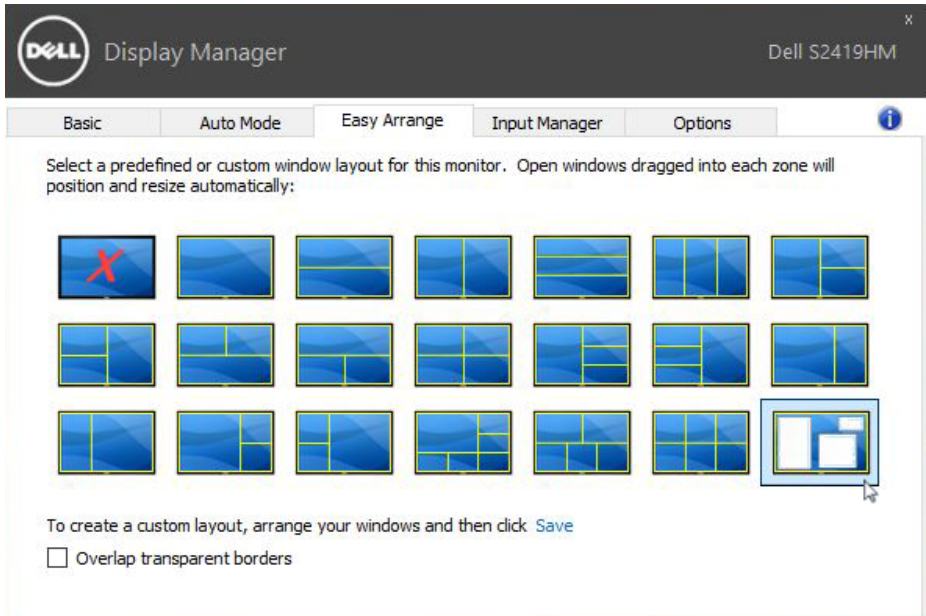 x
DELL Display Manager
Dell S2419HM
Basic Auto Mode Easy Arrange Input Manager Options i
Select a predefined or custom window layout for this monitor. Open windows dragged into each zone will
position and resize automatically:
X
To create a custom layout, arrange your windows and then click Save
Overlap transparent borders